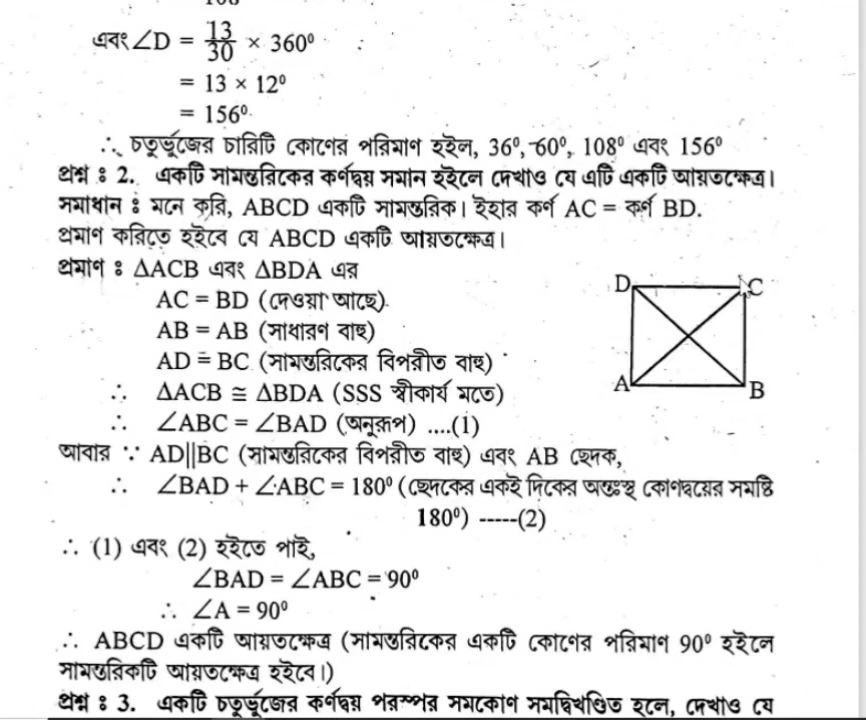 এবং ∠D = 13/30 × 360⁰
= 13 × 12⁰
= 156⁰
∴ চতুৰ্ভুজের চারিটি কোণের পরিমাণ হইল, 36⁰, 60⁰, 108⁰ এবং 156⁰
প্রশ্ন ঃ 2. একটি সামন্তরিকের কর্ণদ্বয় সমান হইলে দেখাও যে এটি একটি আয়তক্ষেত্র।
সমাধান ঃ মনে করি, ABCD একটি সামন্তরিক। ইহার কর্ণ AC = কর্ণ BD.
প্রমাণ করিতে হইবে যে ABCD একটি আয়তক্ষেত্র।
প্রমাণ ঃ ΔACB এবং ΔBDA এর
AC = BD (দেওয়া আছে)
AB = AB (সাধারণ বাহু)
AD = BC (সামন্তরিকের বিপরীত বাহু)
∴ ΔACB ≅ ΔBDA (SSS স্বীকার্য মতে)
∴ ∠ABC = ∠BAD (অনুরূপ) ....(1)
D C
A B
আবার ∵ AD||BC (সামন্তরিকের বিপরীত বাহু) এবং AB ছেদক,
∴ ∠BAD + ∠ABC = 180⁰ (ছেদকের একই দিকের অন্তঃস্থ কোণদ্বয়ের সমষ্টি
180⁰) -----(2)
∴ (1) এবং (2) হইতে পাই,
∠BAD = ∠ABC = 90⁰
∴ ∠A = 90⁰
∴ ABCD একটি আয়তক্ষেত্র (সামন্তরিকের একটি কোণের পরিমাণ 90⁰ হইলে
সামন্তরিকটি আয়তক্ষেত্র হইবে।)
প্রশ্ন ঃ 3. একটি চতুর্ভুজের কর্ণদ্বয় পরস্পর সমকোণে সমদ্বিখণ্ডিত হলে, দেখাও যে